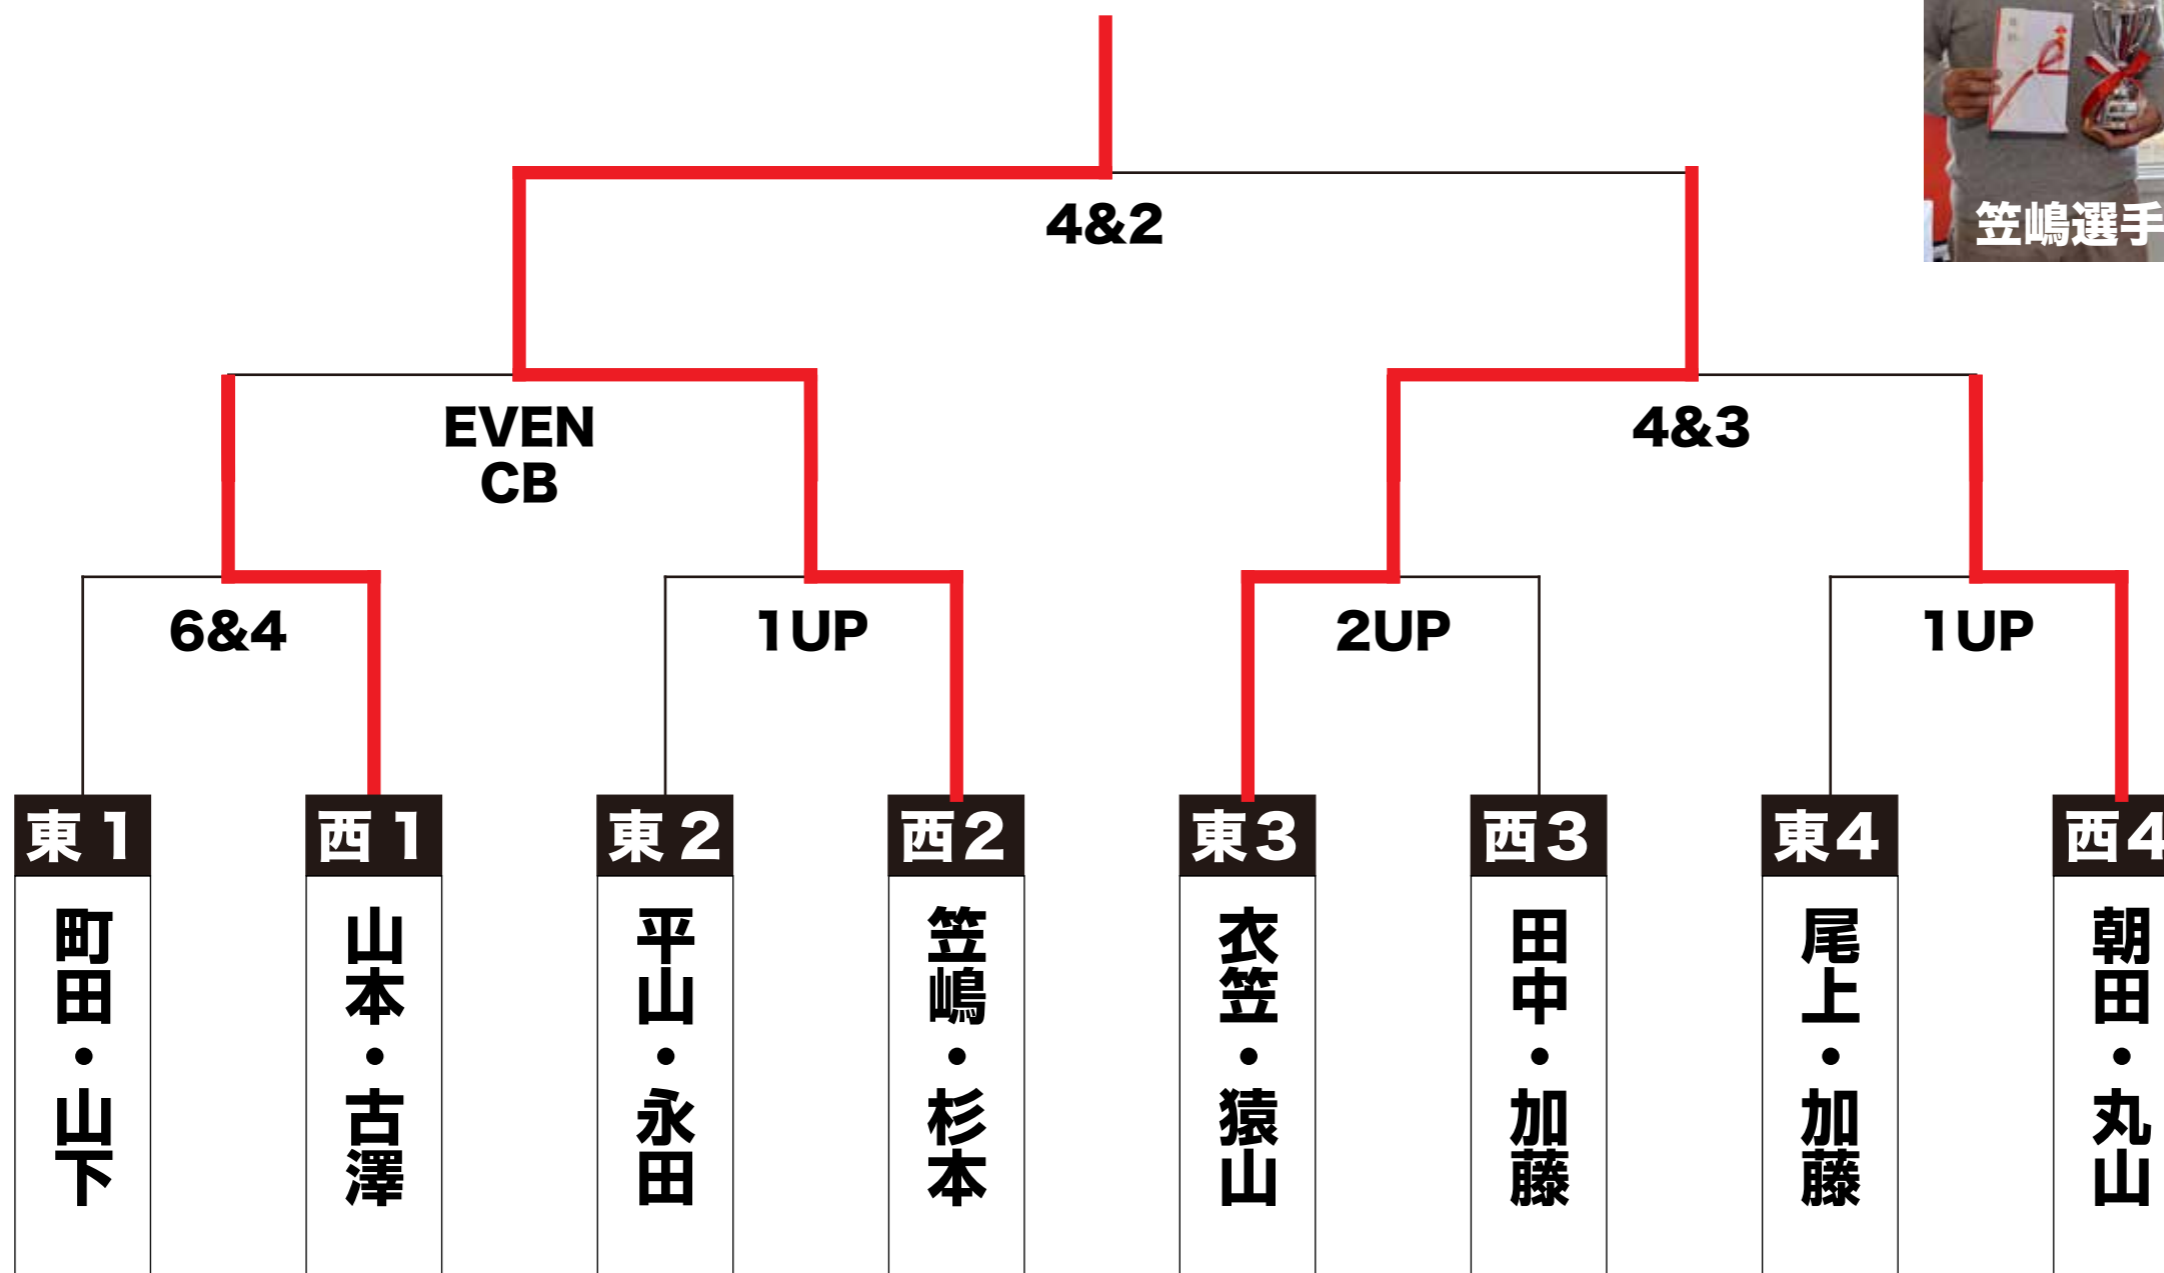 4&2
笠嶋選手
EVEN
CB
4&3
6&4
1UP
2UP
1UP
東1
西1
東2
西2
東3
西3
東4
西4
町田・山下
山本・古澤
平山・永田
笠嶋・杉本
衣笠・猿山
田中・加藤
尾上・加藤
朝田・丸山